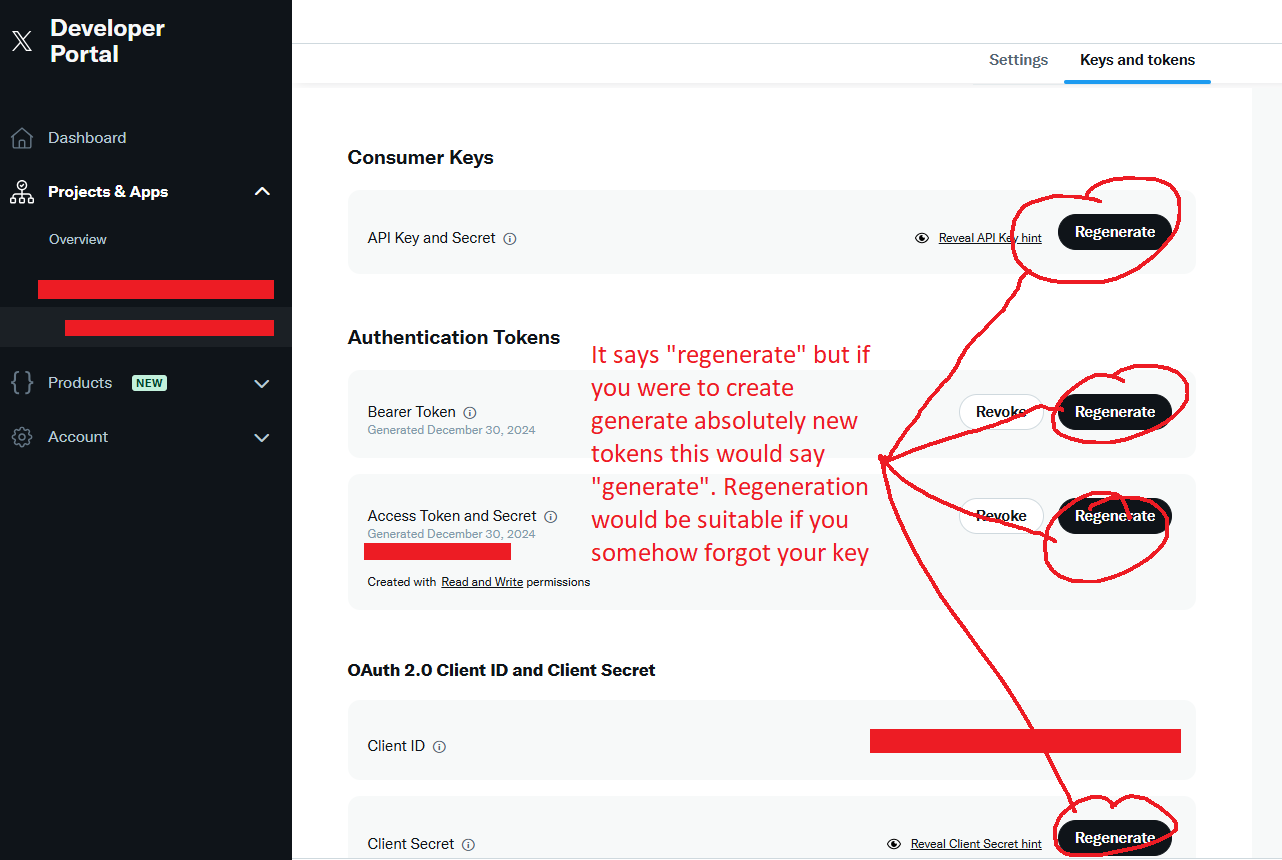 Developer
Portal
Settings
Keys and tokens
Dashboard
Projects & Apps
Overview
Products NEW
Account
Consumer Keys
API Key and Secret
Reveal API Key hint
Regenerate
Authentication Tokens
It says "regenerate" but if
you were to create
generate absolutely new
tokens this would say
"generate". Regeneration
would be suitable if you
somehow forgot your key
Bearer Token
Generated December 30, 2024
Revoke
Regenerate
Access Token and Secret
Generated December 30, 2024
Revoke
Regenerate
Created with Read and Write permissions
OAuth 2.0 Client ID and Client Secret
Client ID
Client Secret
Reveal Client Secret hint
Regenerate